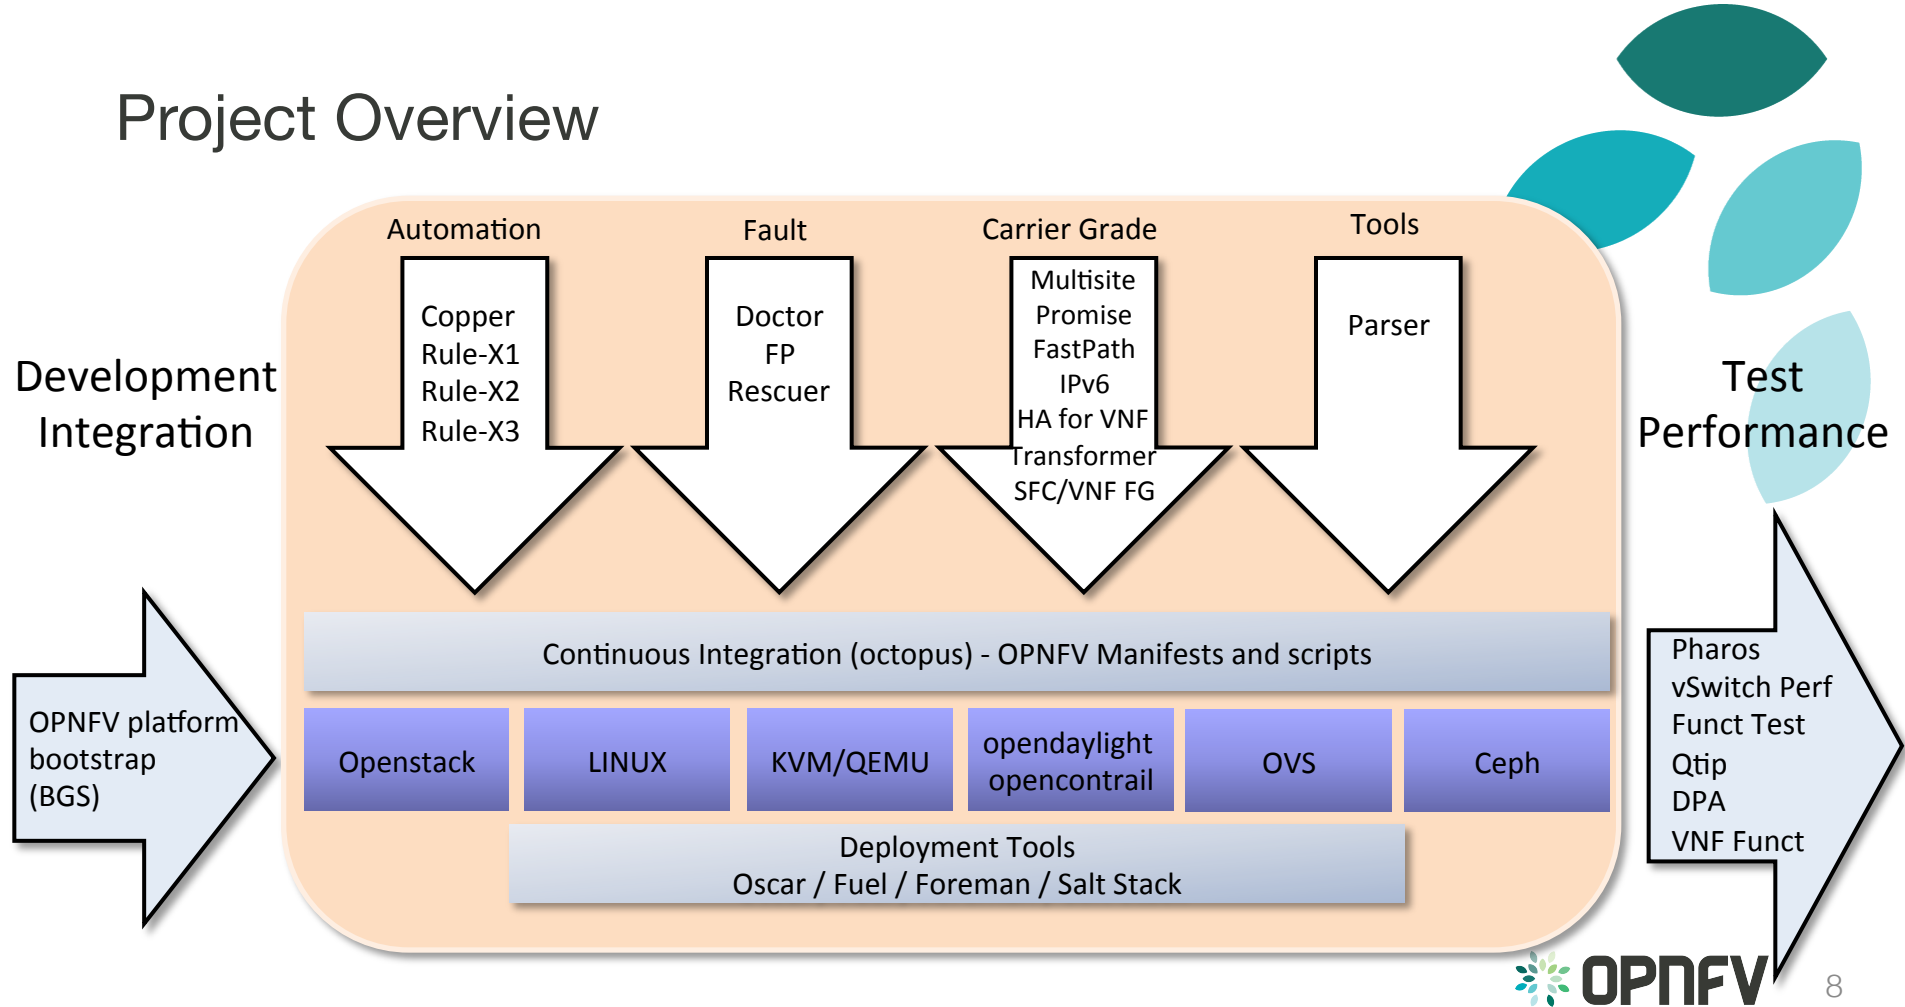 Project Overview
Automation
Fault
Carrier Grade
Tools
Copper
Rule-X1
Rule-X2
Rule-X3
Doctor
FP
Rescuer
Multisite
Promise
FastPath
IPv6
HA for VNF
Transformer
SFC/VNF FG
Parser
Development
Integration
Test
Performance
OPNFV platform
bootstrap
(BGS)
Continuous Integration (octopus) - OPNFV Manifests and scripts
Openstack
LINUX
KVM/QEMU
opendaylight
opencontrail
OVS
Ceph
Deployment Tools
Oscar / Fuel / Foreman / Salt Stack
Pharos
vSwitch Perf
Funct Test
Qtip
DPA
VNF Funct
OPNFV
8